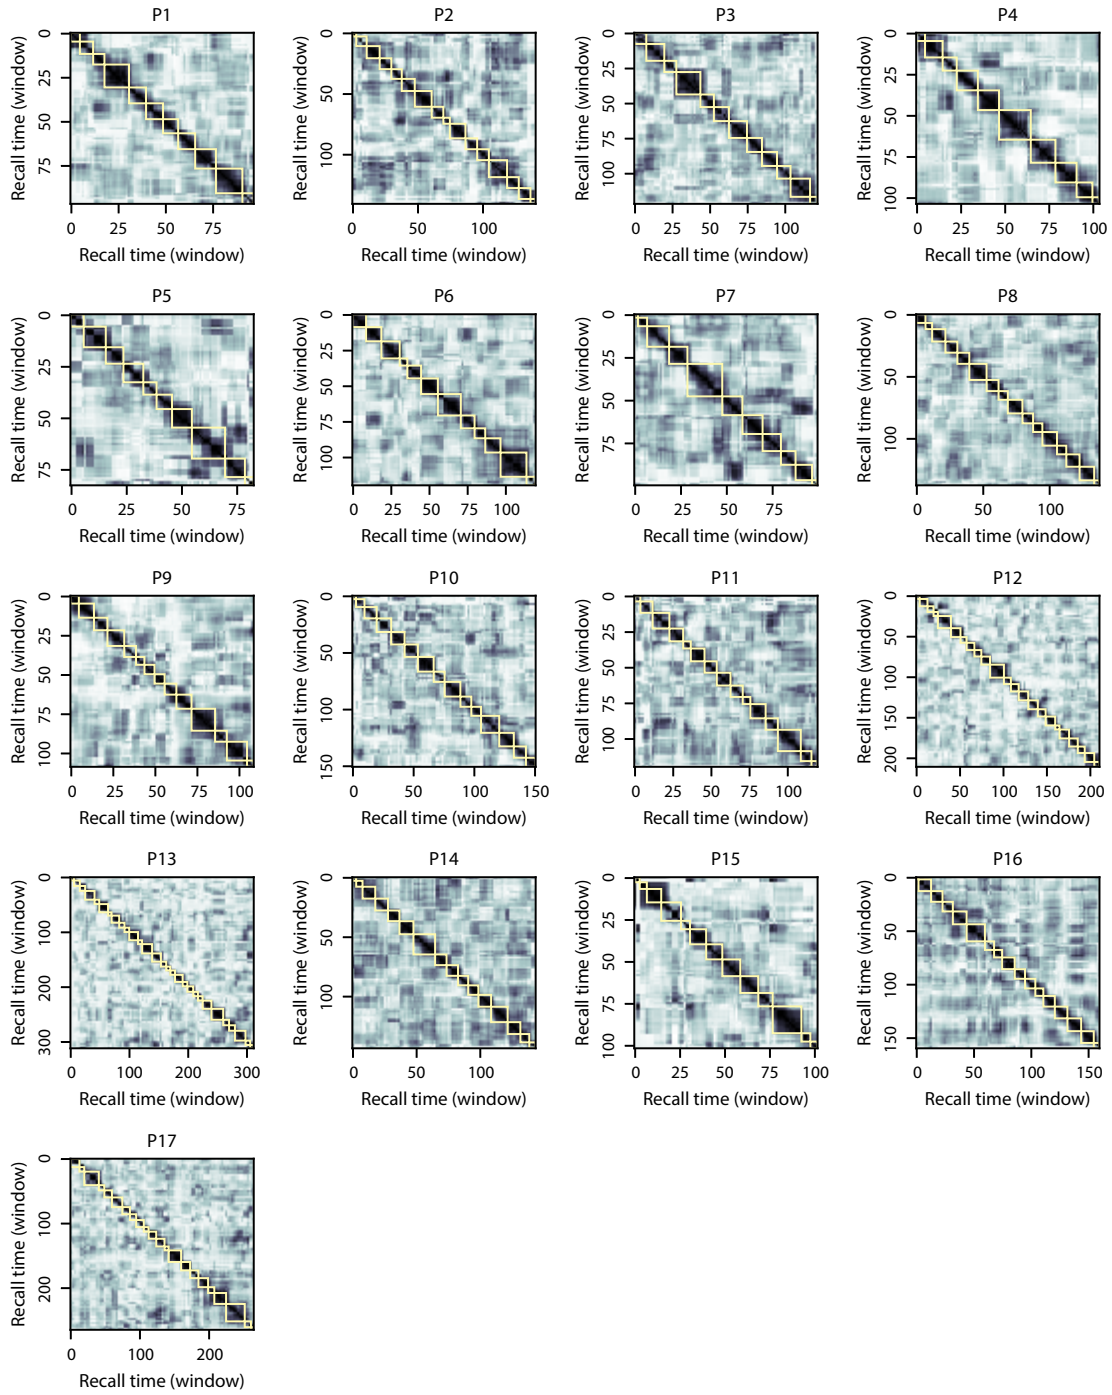 P1 P2 P3 P4
Recall time (window) Recall time (window) Recall time (window) Recall time (window)
0 25 50 75 0 50 100 0 25 50 75 100 0 25 50 75 100
0 25 50 75 0 50 100 0 25 50 75 100 0 25 50 75 100
Recall time (window) Recall time (window) Recall time (window) Recall time (window)
P5 P6 P7 P8
Recall time (window) Recall time (window) Recall time (window) Recall time (window)
0 25 50 75 0 25 50 75 100 0 25 50 75 0 50 100
0 25 50 75 0 25 50 75 100 0 25 50 75 0 50 100
Recall time (window) Recall time (window) Recall time (window) Recall time (window)
P9 P10 P11 P12
Recall time (window) Recall time (window) Recall time (window) Recall time (window)
0 25 50 75 100 0 50 100 150 0 25 50 75 100 0 50 100 150 200
0 25 50 75 100 0 50 100 150 0 25 50 75 100 0 50 100 150 200
Recall time (window) Recall time (window) Recall time (window) Recall time (window)
P13 P14 P15 P16
Recall time (window) Recall time (window) Recall time (window) Recall time (window)
0 100 200 300 0 50 100 0 25 50 75 100 0 50 100 150
0 100 200 300 0 50 100 0 25 50 75 100 0 50 100 150
Recall time (window) Recall time (window) Recall time (window) Recall time (window)
P17
Recall time (window)
0 100 200
0 100 200
Recall time (window)